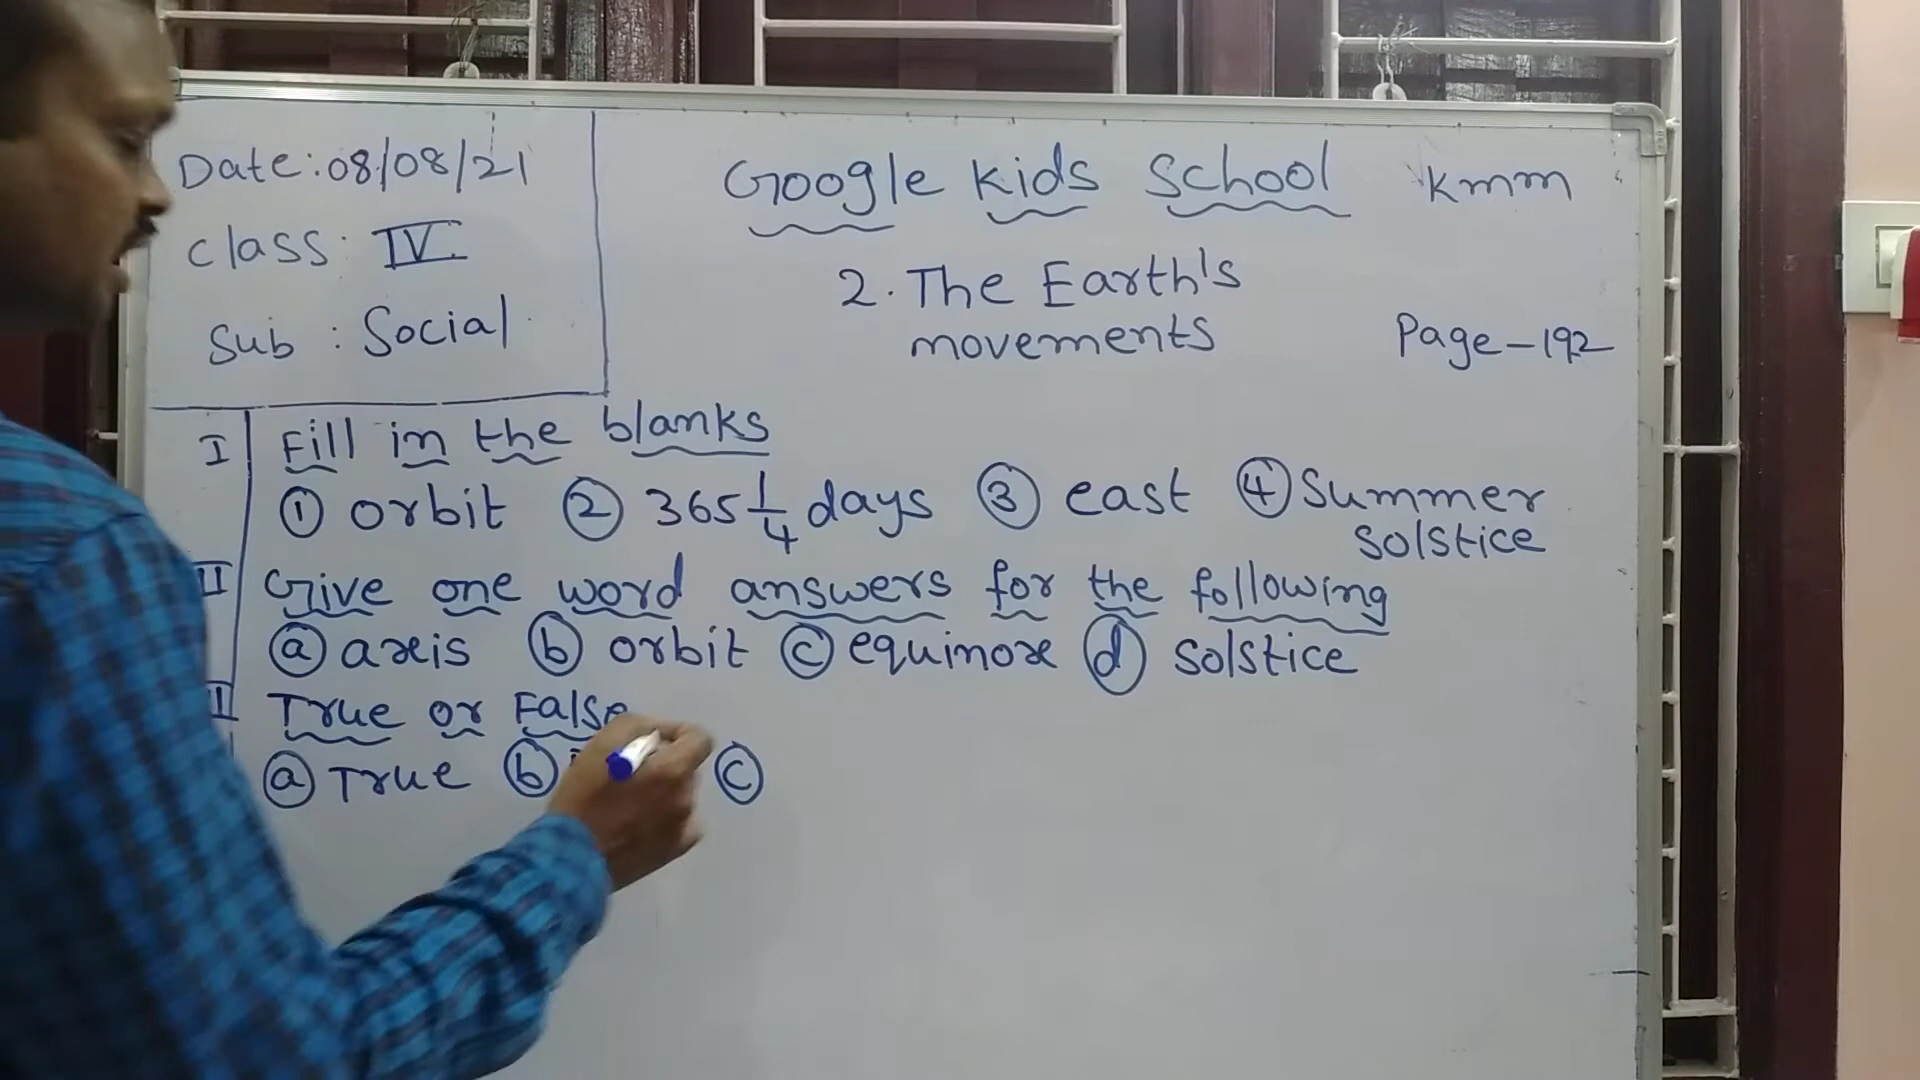 Date: 08/08/21
Class: IV.
Sub : Social
Google Kids School Kmm
2. The Earth's
movements
Page - 192
I Fill in the blanks
① orbit ② 365 1/4 days ③ east ④ Summer
solstice
II Give one word answers for the following
ⓐ axis ⓑ orbit ⓒ equinox ⓓ solstice
True or False
ⓐ True ⓑ ⓒ